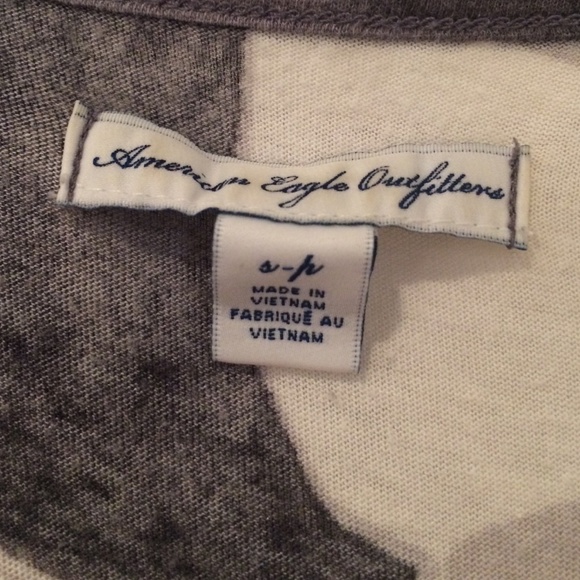 American Eagle Outfitters
s-p
MADE IN
VIETNAM
FABRIQUÉ AU
VIETNAM